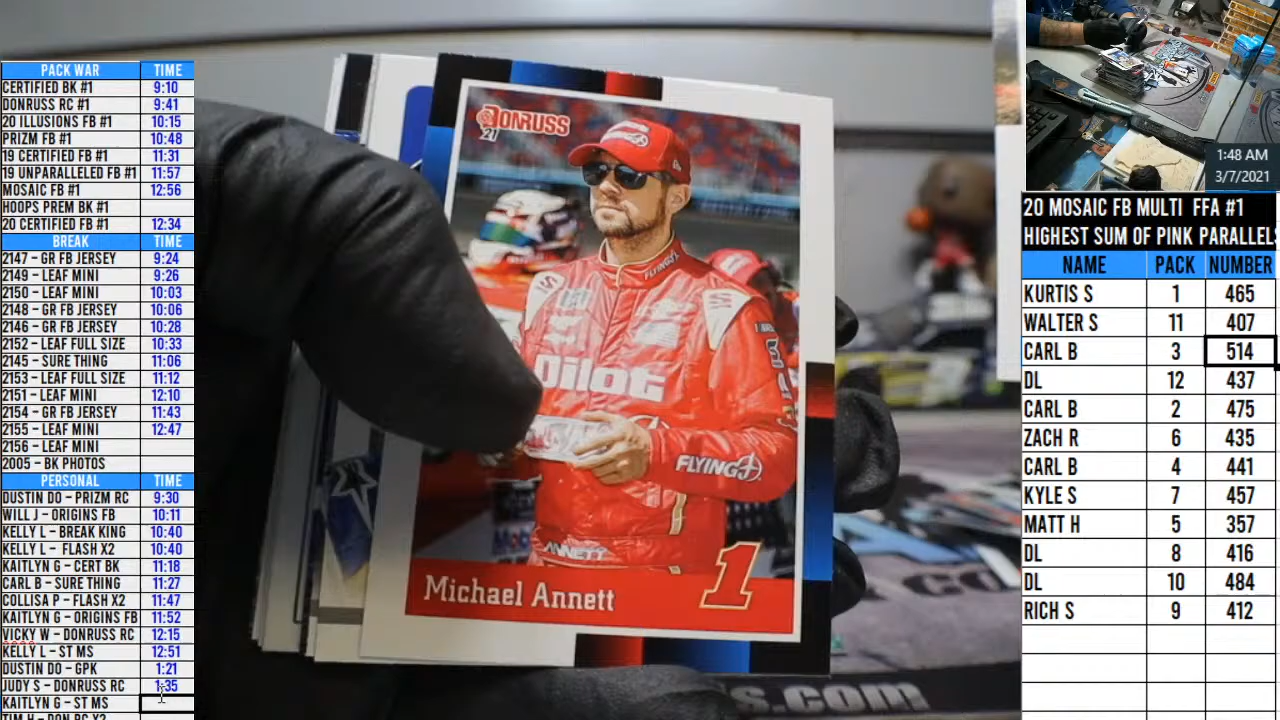 PACK WAR TIME
CERTIFIED BK #1 9:10
DONRUSS RC #1 9:41
20 ILLUSIONS FB #1 10:15
PRIZM FB #1 10:48
19 CERTIFIED FB #1 11:31
19 UNPARALLELED FB #1 11:57
MOSAIC FB #1 12:56
HOOPS PREM BK #1
20 CERTIFIED FB #1 12:34
BREAK TIME
2147 - GR FB JERSEY 9:24
2149 - LEAF MINI 9:26
2150 - LEAF MINI 10:03
2148 - GR FB JERSEY 10:06
2146 - GR FB JERSEY 10:28
2152 - LEAF FULL SIZE 10:33
2145 - SURE THING 11:06
2153 - LEAF FULL SIZE 11:12
2151 - LEAF MINI 12:10
2154 - GR FB JERSEY 11:43
2155 - LEAF MINI 12:47
2156 - LEAF MINI
2005 - BK PHOTOS
PERSONAL TIME
DUSTIN DO - PRIZM RC 9:30
WILL J - ORIGINS FB 10:11
KELLY L - BREAK KING 10:40
KELLY L - FLASH X2 10:40
KAITLYN G - CERT BK 11:18
CARL B - SURE THING 11:27
COLLISA P - FLASH X2 11:47
KAITLYN G - ORIGINS FB 11:52
VICKY W - DONRUSS RC 12:15
KELLY L - ST MS 12:51
DUSTIN DO - GPK 1:21
JUDY S - DONRUSS RC 1:35
KAITLYN G - ST MS
TIM H - DON RC X2
DONRUSS
21
FLYING J
Pilot
FLYING J
ANNETT
Michael Annett 1
s.com
1:48 AM
3/7/2021
20 MOSAIC FB MULTI FFA #1
HIGHEST SUM OF PINK PARALLELS
NAME PACK NUMBER
KURTIS S 1 465
WALTER S 11 407
CARL B 3 514
DL 12 437
CARL B 2 475
ZACH R 6 435
CARL B 4 441
KYLE S 7 457
MATT H 5 357
DL 8 416
DL 10 484
RICH S 9 412